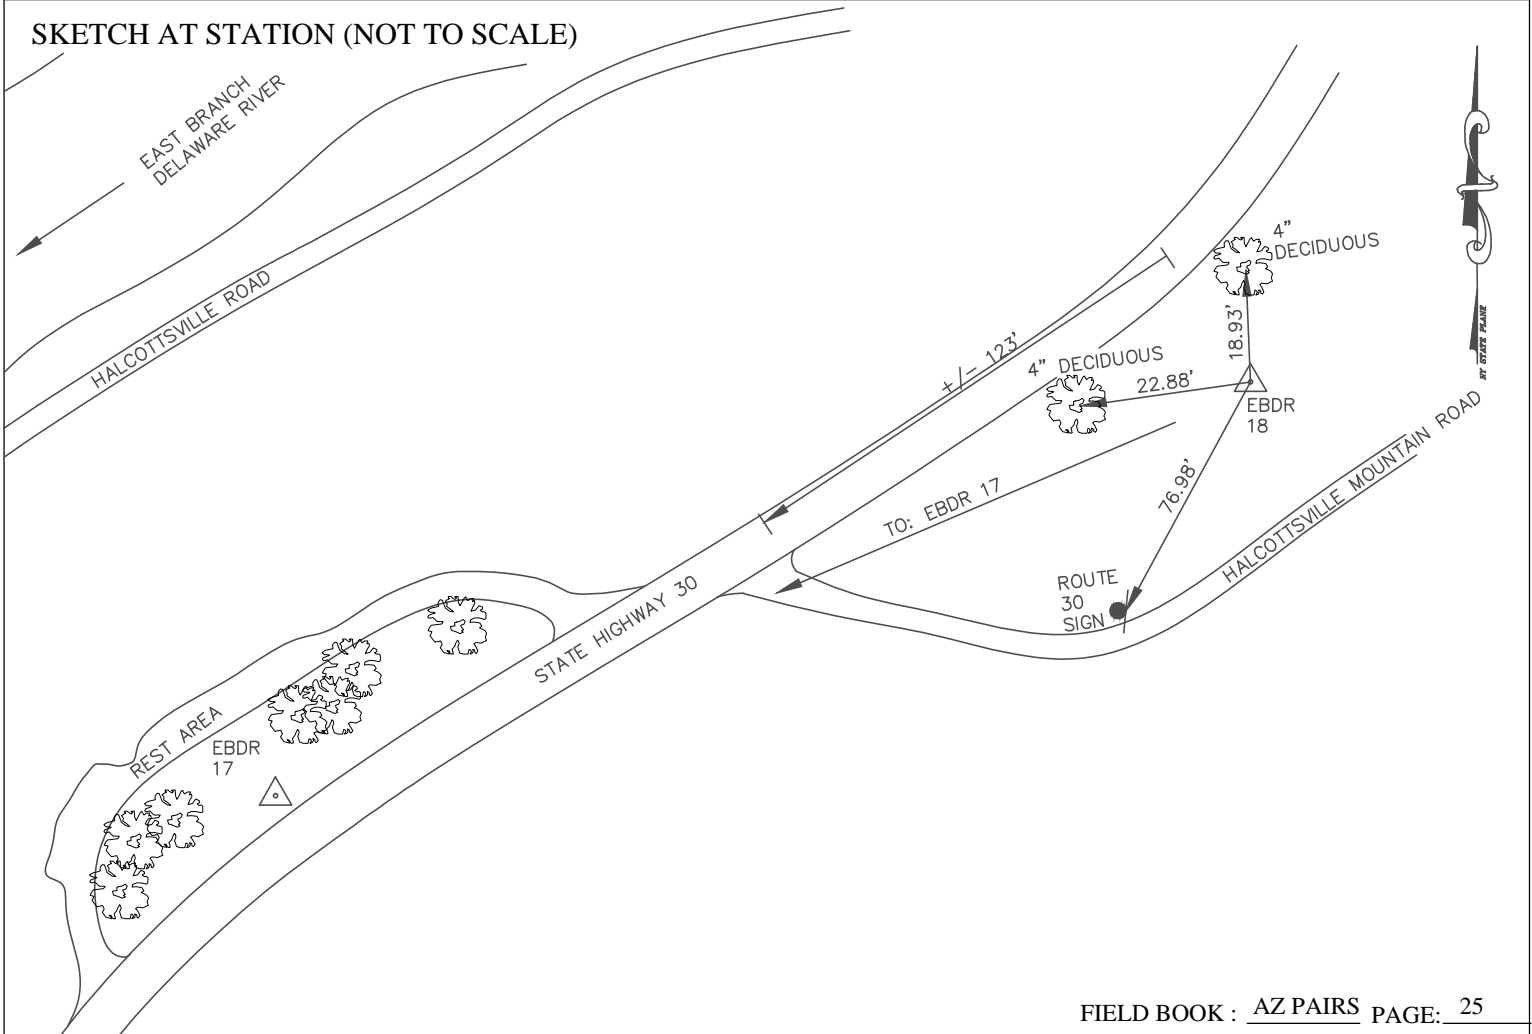 SKETCH AT STATION (NOT TO SCALE)
EAST BRANCH
DELAWARE RIVER
HALCOTTSVILLE ROAD
4”
DECIDUOUS
18.93’
+/- 123’
4” DECIDUOUS
22.88’
EBDR
18
NY STATE PLANE
76.98’
TO: EBDR 17
HALCOTTSVILLE MOUNTAIN ROAD
ROUTE
30
SIGN
STATE HIGHWAY 30
REST AREA
EBDR
17
FIELD BOOK : AZ PAIRS PAGE: 25